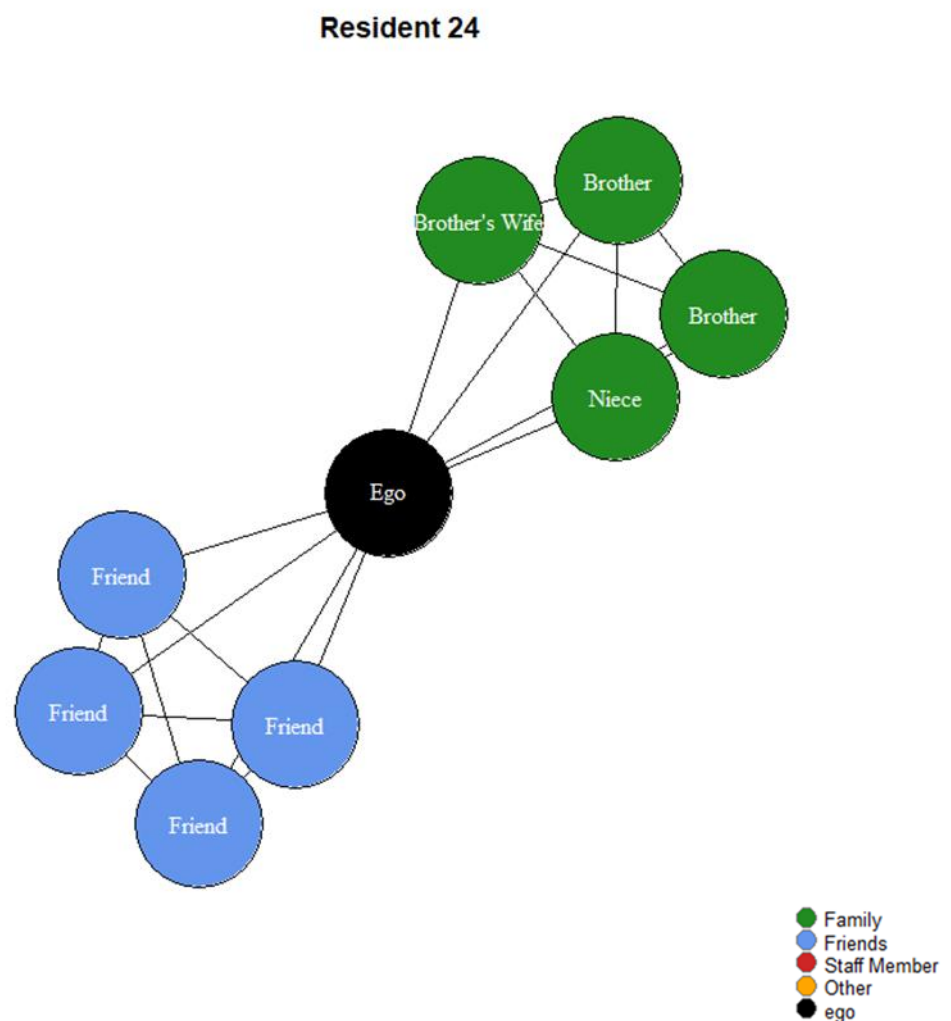 Resident 24
Brother
Brother's Wife
Brother
Niece
Ego
Friend
Friend
Friend
Friend
Family
Friends
Staff Member
Other
ego